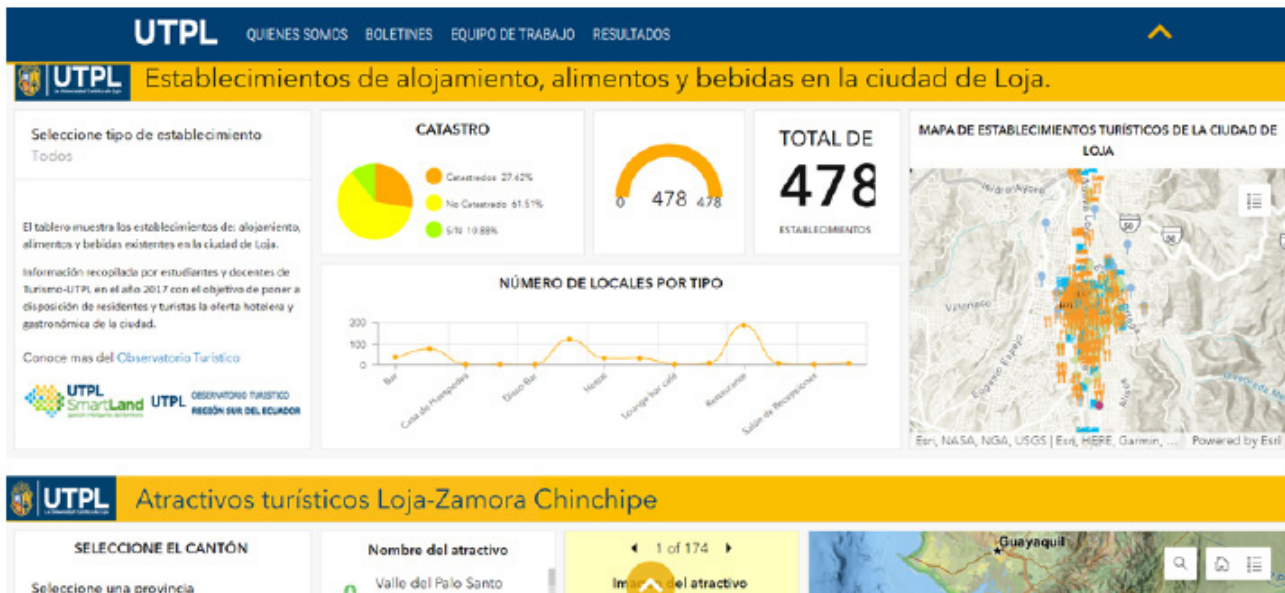 UTPL QUIENES SOMOS BOLETINES EQUIPO DE TRABAJO RESULTADOS
UTPL Establecimientos de alojamiento, alimentos y bebidas en la ciudad de Loja.
Seleccione tipo de establecimiento
Todos
El tablero muestra los establecimientos de: alojamiento,
alimentos y bebidas existentes en la ciudad de Loja.
Información recopilada por estudiantes y docentes de
Turismo-UTPL en el año 2017 con el objetivo de poner a
disposición de residentes y turistas la oferta hotelera y
gastronómica de la ciudad.
Conoce mas del Observatorio Turístico
UTPL
SmartLand
UTPL
OBSERVATORIO TURÍSTICO
REGIÓN SUR DEL ECUADOR
CATASTRO
Catastrados 27.62%
No Catastrado 61.51%
S/N 10.88%
0 478 478
TOTAL DE
478
ESTABLECIMIENTOS
NÚMERO DE LOCALES POR TIPO
200
100
0
Bar
Casa de Huéspedes
Disco-Bar
Hostal
Lounge bar café
Restaurante
Salón de Recepciones
MAPA DE ESTABLECIMIENTOS TURÍSTICOS DE LA CIUDAD DE
LOJA
50
50
Eugenio Espejo
Esri, NASA, NGA, USGS | Esri, HERE, Garmin, ... Powered by Esri
UTPL Atractivos turísticos Loja-Zamora Chinchipe
SELECCIONE EL CANTÓN
Seleccione una provincia
Nombre del atractivo
Valle del Palo Santo
1 of 174
del atractivo
Guayaquil